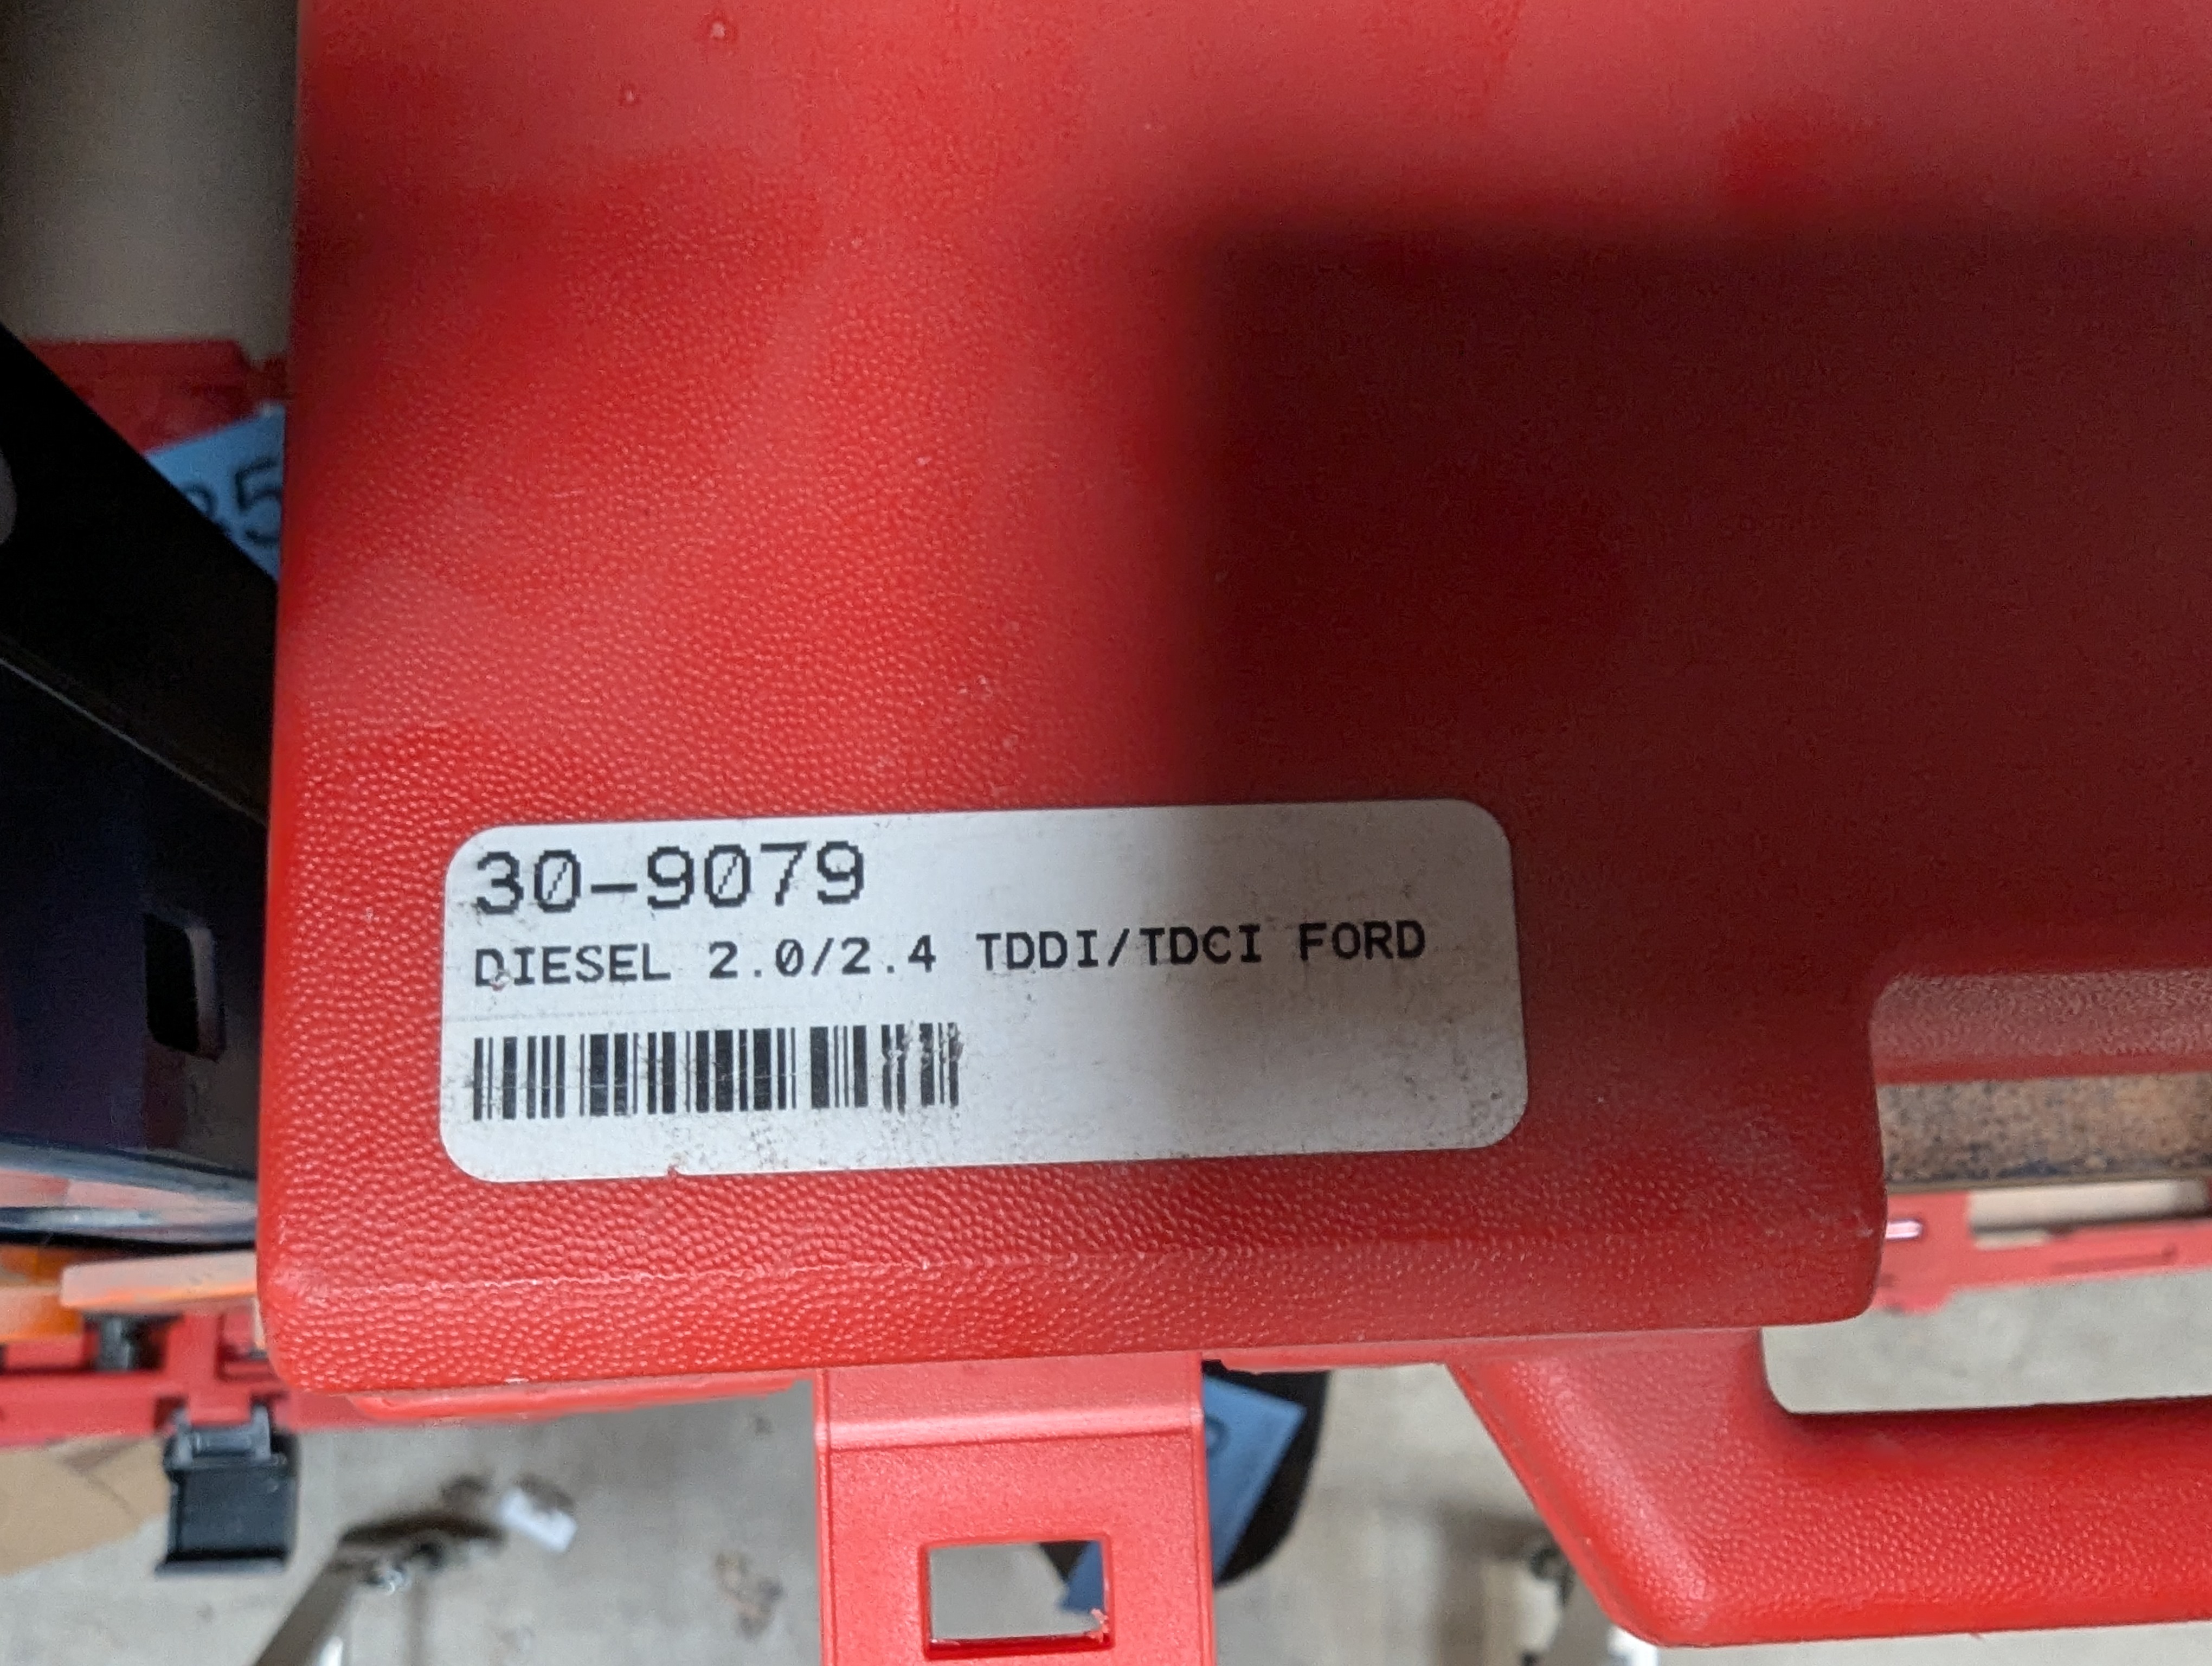 30-9079
DIESEL 2.0/2.4 TDDI/TDCI FORD